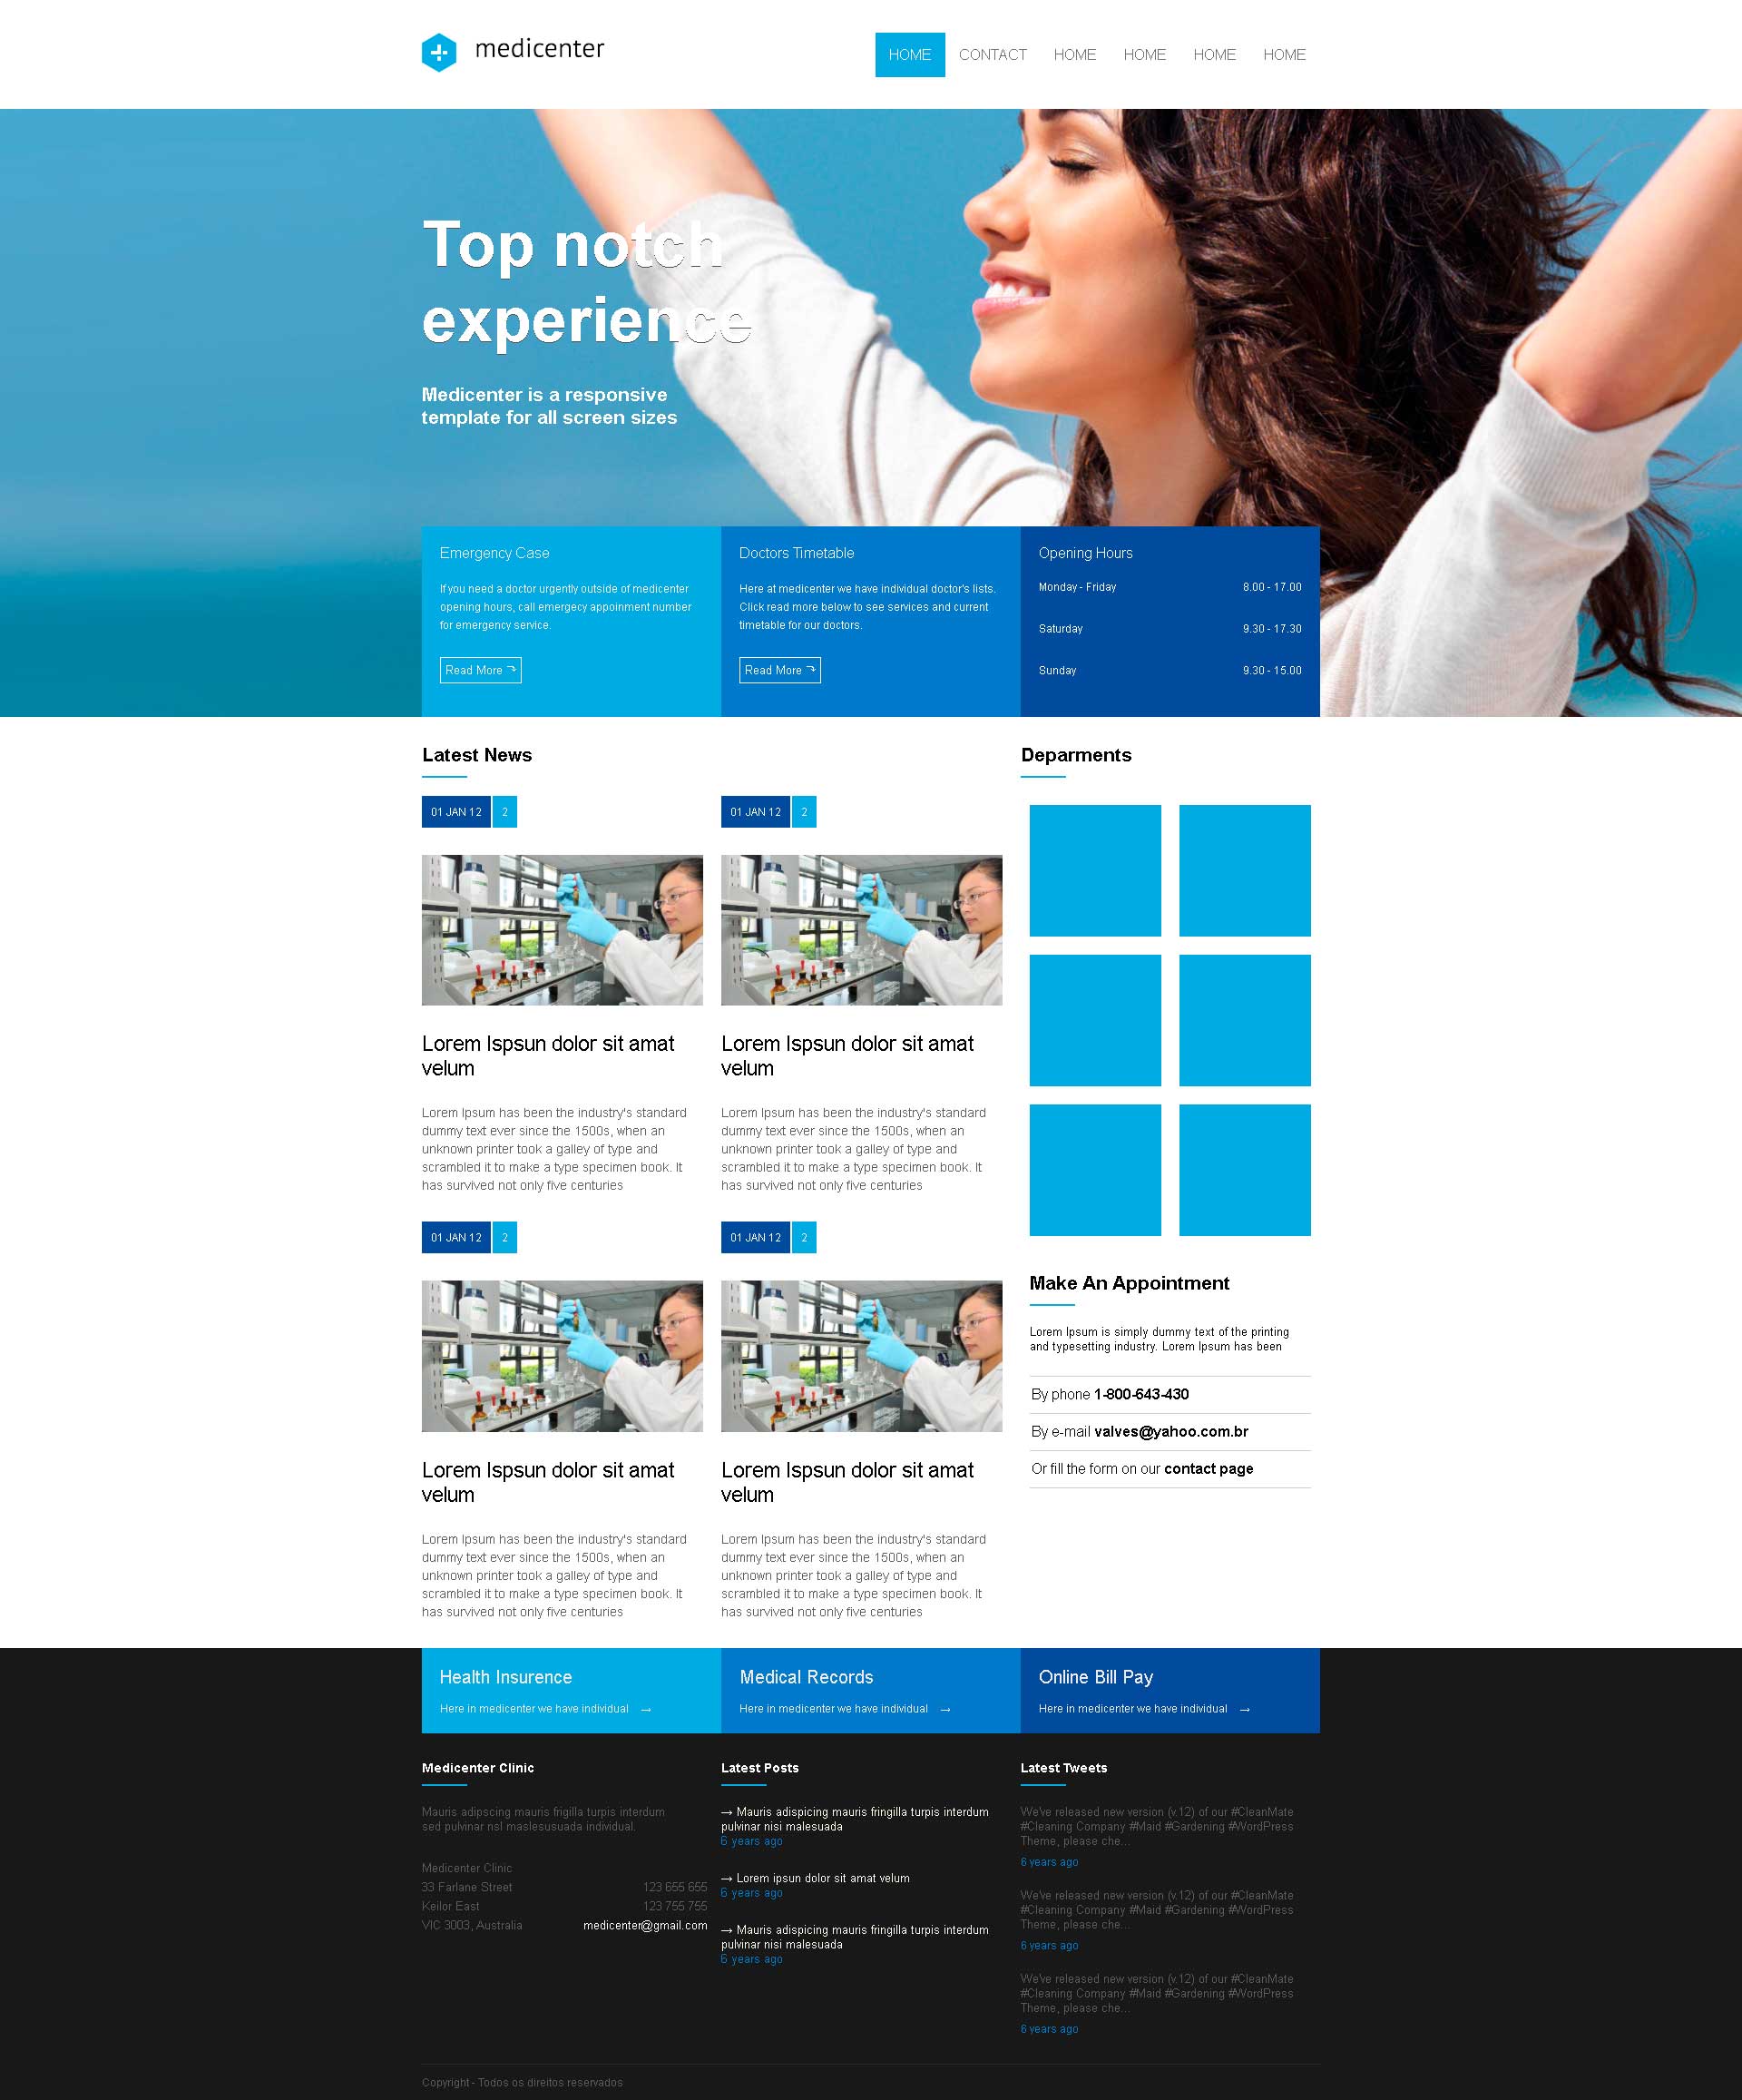 medicenter
HOME CONTACT HOME HOME HOME HOME
Top notch
experience
Medicenter is a responsive
template for all screen sizes
Emergency Case
If you need a doctor urgently outside of medicenter
opening hours, call emergecy appoinment number
for emergency service.
Read More
Doctors Timetable
Here at medicenter we have individual doctor's lists.
Click read more below to see services and current
timetable for our doctors.
Read More
Opening Hours
Monday - Friday 8.00 - 17.00
Saturday 9.30 - 17.30
Sunday 9.30 - 15.00
Latest News
01 JAN 12 2
Lorem Ispsun dolor sit amat
velum
Lorem Ipsum has been the industry's standard
dummy text ever since the 1500s, when an
unknown printer took a galley of type and
scrambled it to make a type specimen book. It
has survived not only five centuries
01 JAN 12 2
Lorem Ispsun dolor sit amat
velum
Lorem Ipsum has been the industry's standard
dummy text ever since the 1500s, when an
unknown printer took a galley of type and
scrambled it to make a type specimen book. It
has survived not only five centuries
01 JAN 12 2
Lorem Ispsun dolor sit amat
velum
Lorem Ipsum has been the industry's standard
dummy text ever since the 1500s, when an
unknown printer took a galley of type and
scrambled it to make a type specimen book. It
has survived not only five centuries
01 JAN 12 2
Lorem Ispsun dolor sit amat
velum
Lorem Ipsum has been the industry's standard
dummy text ever since the 1500s, when an
unknown printer took a galley of type and
scrambled it to make a type specimen book. It
has survived not only five centuries
Deparments
Make An Appointment
Lorem Ipsum is simply dummy text of the printing
and typesetting industry. Lorem Ipsum has been
By phone 1-800-643-430
By e-mail valves@yahoo.com.br
Or fill the form on our contact page
Health Insurence
Here in medicenter we have individual →
Medical Records
Here in medicenter we have individual →
Online Bill Pay
Here in medicenter we have individual →
Medicenter Clinic
Mauris adipscing mauris frigilla turpis interdum
sed pulvinar nsl maslesusuada individual.
Medicenter Clinic
33 Farlane Street 123 655 655
Keilor East 123 755 755
VIC 3003, Australia medicenter@gmail.com
Latest Posts
→ Mauris adispicing mauris fringilla turpis interdum
pulvinar nisi malesuada
6 years ago
→ Lorem ipsun dolor sit amat velum
6 years ago
→ Mauris adispicing mauris fringilla turpis interdum
pulvinar nisi malesuada
6 years ago
Latest Tweets
We've released new version (v.12) of our #CleanMate
#Cleaning Company #Maid #Gardening #WordPress
Theme, please che...
6 years ago
We've released new version (v.12) of our #CleanMate
#Cleaning Company #Maid #Gardening #WordPress
Theme, please che...
6 years ago
We've released new version (v.12) of our #CleanMate
#Cleaning Company #Maid #Gardening #WordPress
Theme, please che...
6 years ago
Copyright - Todos os direitos reservados